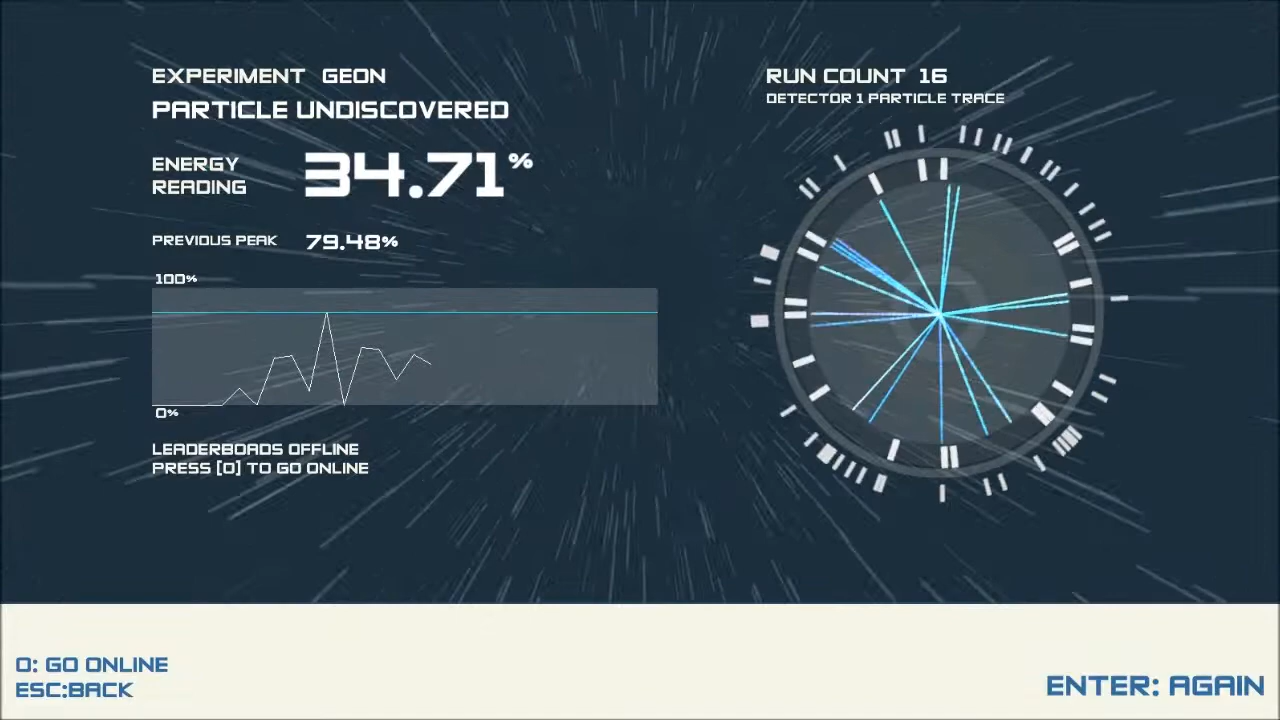 EXPERIMENT GEON
PARTICLE UNDISCOVERED
ENERGY READING 34.71%
PREVIOUS PEAK 79.48%
100%
0%
LEADERBOADS OFFLINE
PRESS [O] TO GO ONLINE
RUN COUNT 16
DETECTOR 1 PARTICLE TRACE
O: GO ONLINE
ESC:BACK
ENTER: AGAIN